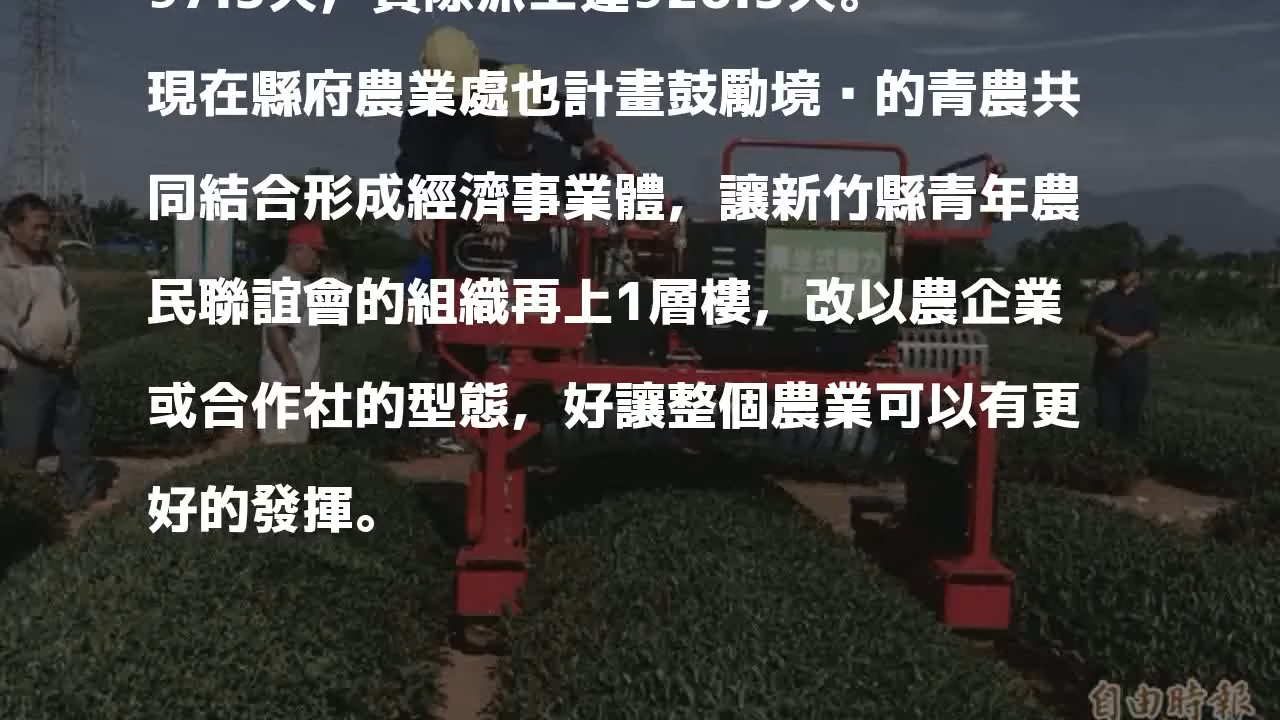 現在縣府農業處也計畫鼓勵境▪的青農共
同結合形成經濟事業體，讓新竹縣青年農
民聯誼會的組織再上1層樓，改以農企業
或合作社的型態，好讓整個農業可以有更
好的發揮。
自由時報